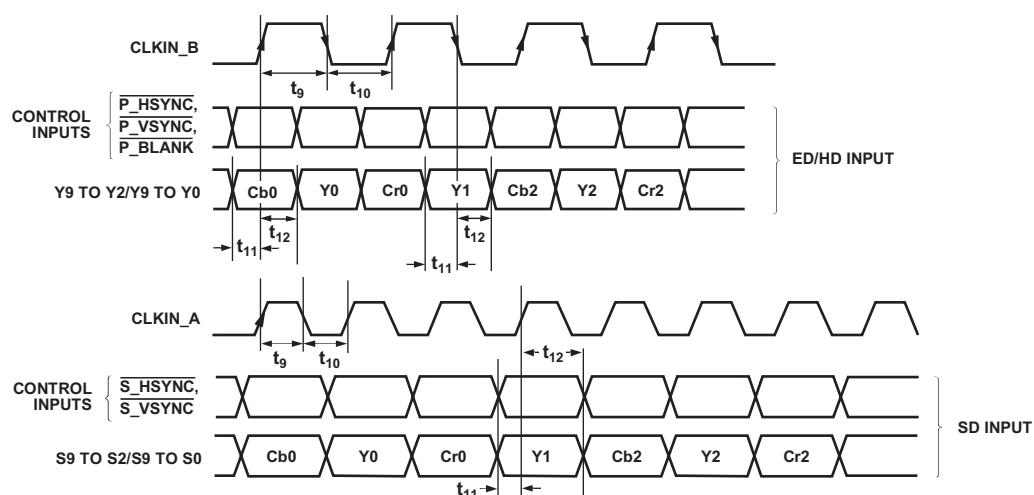 CLKIN_B
t9
t10
CONTROL INPUTS
P_HSYNC,
P_VSYNC,
P_BLANK
ED/HD INPUT
Y9 TO Y2/Y9 TO Y0
Cb0 Y0 Cr0 Y1 Cb2 Y2 Cr2
t12
t12
t11
t11
CLKIN_A
t9
t10
t12
CONTROL INPUTS
S_HSYNC,
S_VSYNC
SD INPUT
S9 TO S2/S9 TO S0
Cb0 Y0 Cr0 Y1 Cb2 Y2 Cr2
t11